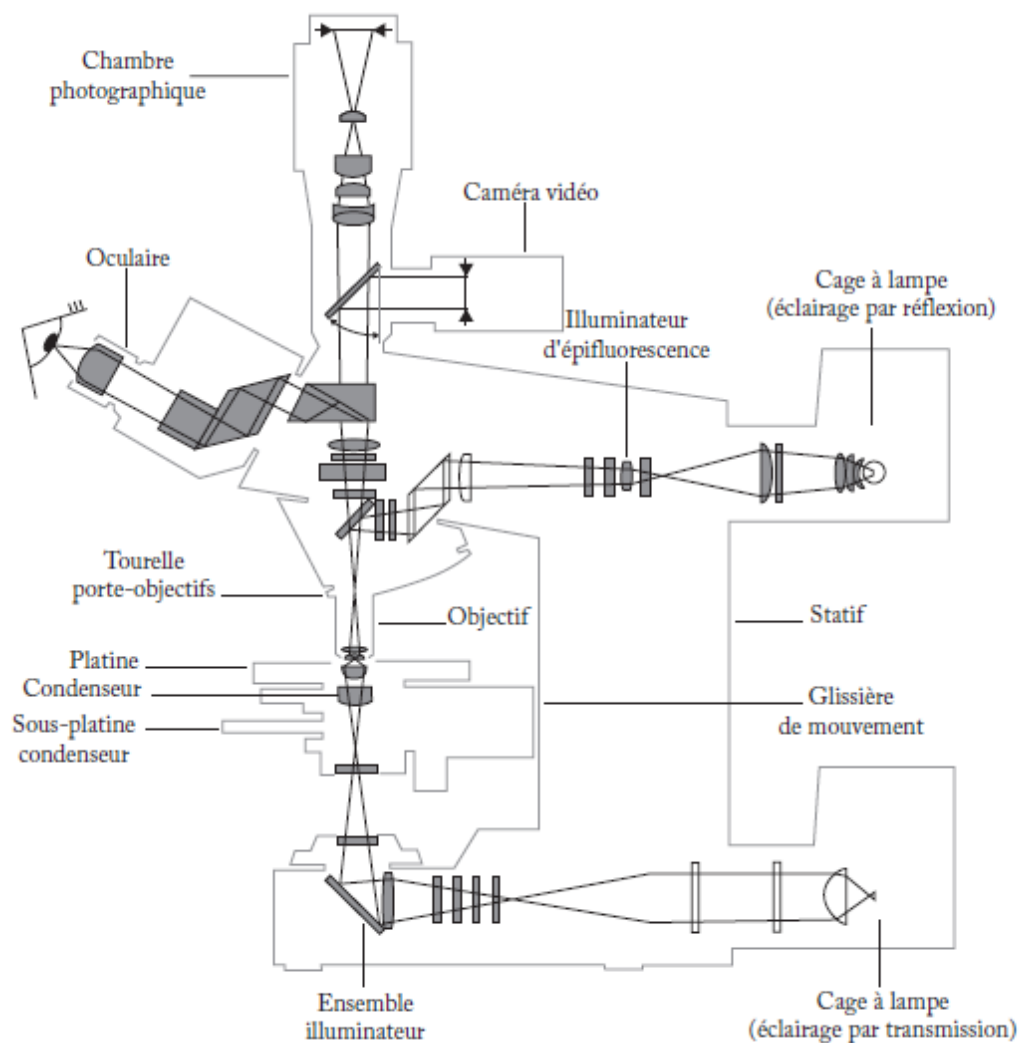 Chambre
photographique
Caméra vidéo
Oculaire
Cage à lampe
(éclairage par réflexion)
Illuminateur
d'épifluorescence
Tourelle
porte-objectifs
Objectif
Statif
Platine
Condenseur
Sous-platine
condenseur
Glissière
de mouvement
Ensemble
illuminateur
Cage à lampe
(éclairage par transmission)